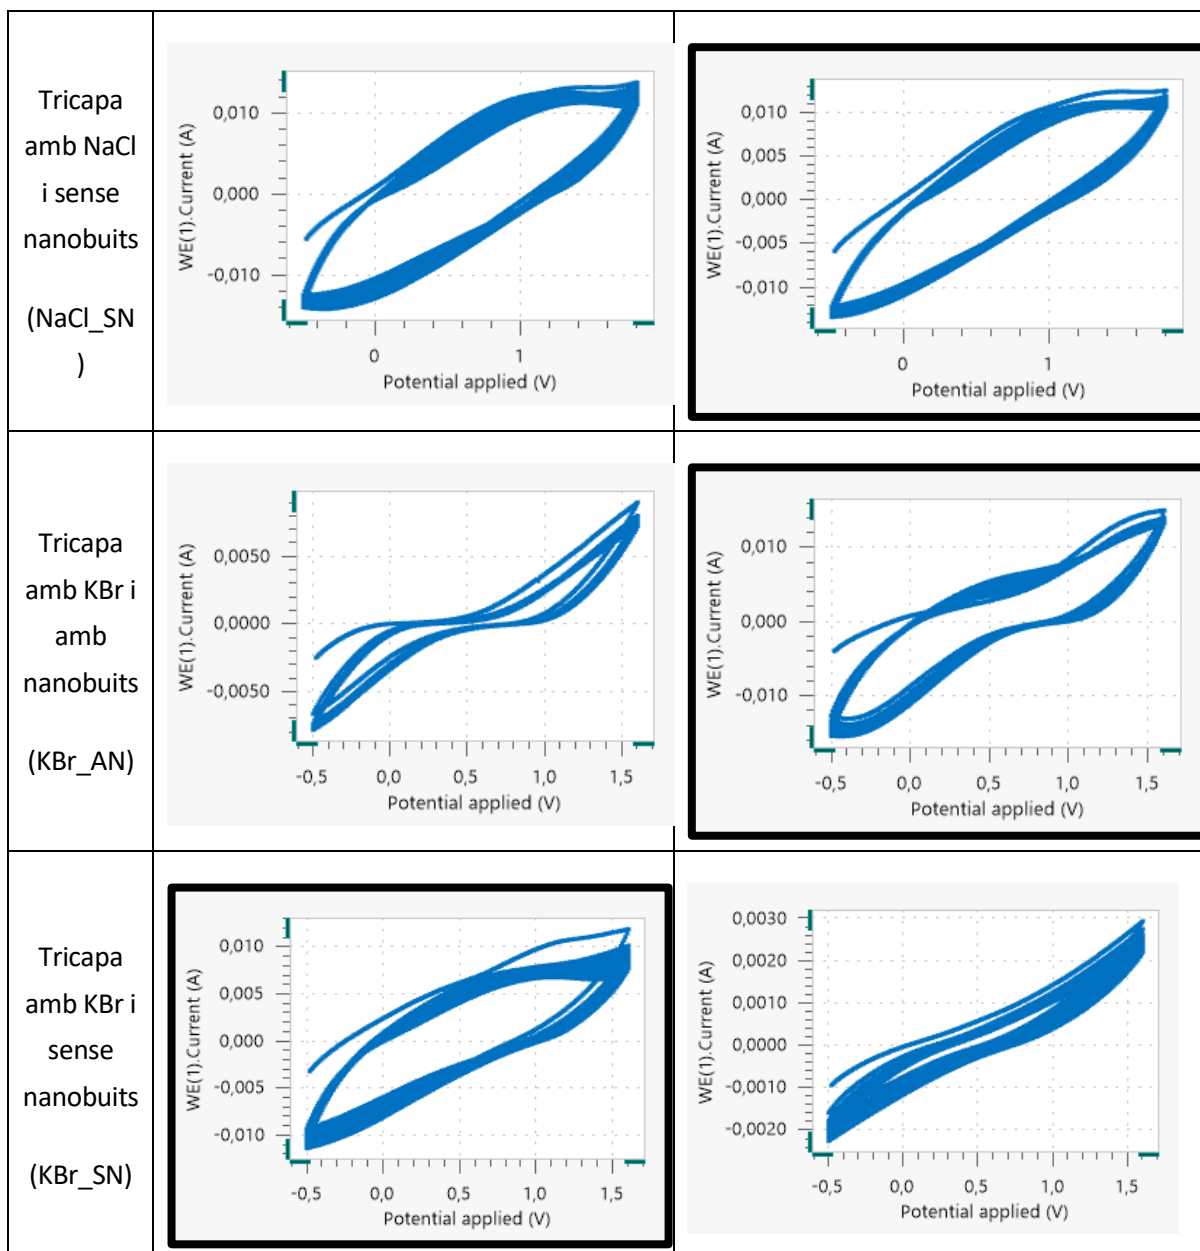 Tricapa
amb NaCl
i sense
nanobuits
(NaCl_SN
)
WE(1).Current (A)
0,010
0,000
-0,010
0
1
Potential applied (V)
WE(1).Current (A)
0,010
0,005
0,000
-0,005
-0,010
0
1
Potential applied (V)
Tricapa
amb KBr i
amb
nanobuits
(KBr_AN)
WE(1).Current (A)
0,0050
0,0000
-0,0050
-0,5 0,0 0,5 1,0 1,5
Potential applied (V)
WE(1).Current (A)
0,010
0,000
-0,010
-0,5 0,0 0,5 1,0 1,5
Potential applied (V)
Tricapa
amb KBr i
sense
nanobuits
(KBr_SN)
WE(1).Current (A)
0,010
0,005
0,000
-0,005
-0,010
-0,5 0,0 0,5 1,0 1,5
Potential applied (V)
WE(1).Current (A)
0,0030
0,0020
0,0010
0,0000
-0,0010
-0,0020
-0,5 0,0 0,5 1,0 1,5
Potential applied (V)